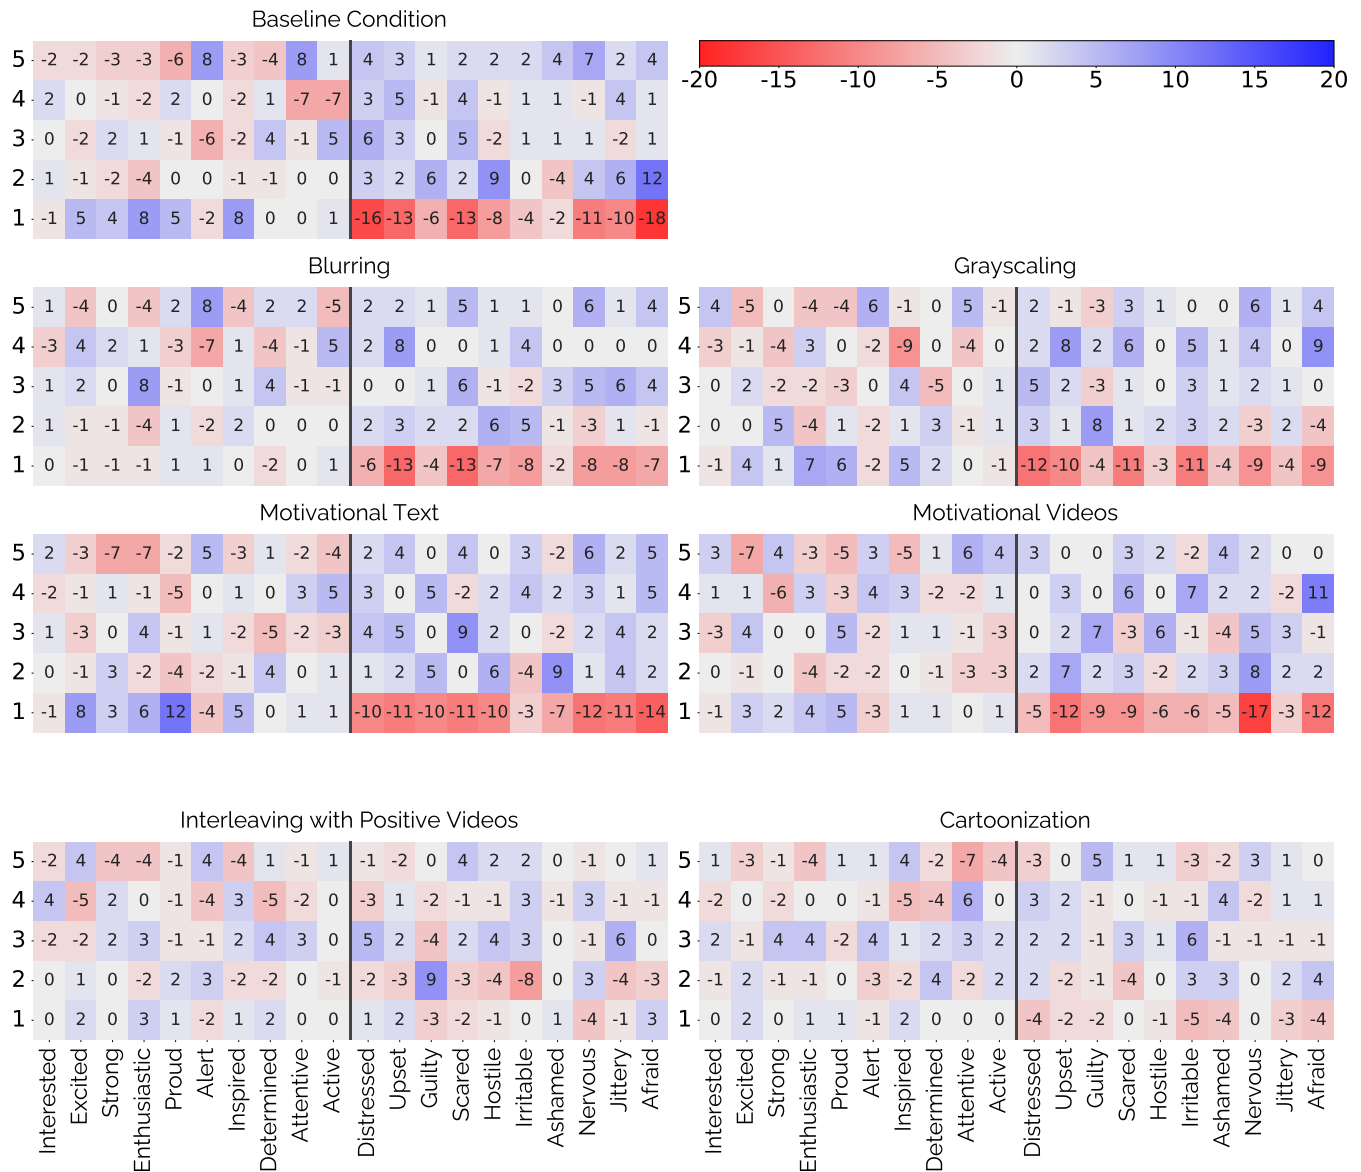 Baseline Condition
5 -2 -2 -3 -3 -6 8 -3 -4 8 1 4 3 1 2 2 2 4 7 2 4
4 2 0 -1 -2 2 0 -2 1 -7 -7 3 5 -1 4 -1 1 1 -1 4 1
3 0 -2 2 1 -1 -6 -2 4 -1 5 6 3 0 5 -2 1 1 1 -2 1
2 1 -1 -2 -4 0 0 -1 -1 0 0 3 2 6 2 9 0 -4 4 6 12
1 -1 5 4 8 5 -2 8 0 0 1 -16 -13 -6 -13 -8 -4 -2 -11 -10 -18
-20 -15 -10 -5 0 5 10 15 20
Blurring
5 1 -4 0 -4 2 8 -4 2 2 -5 2 2 1 5 1 1 0 6 1 4
4 -3 4 2 1 -3 -7 1 -4 -1 5 2 8 0 0 1 4 0 0 0 0
3 1 2 0 8 -1 0 1 4 -1 -1 0 0 1 6 -1 -2 3 5 6 4
2 1 -1 -1 -4 1 -2 2 0 0 0 2 3 2 2 6 5 -1 -3 1 -1
1 0 -1 -1 -1 1 1 0 -2 0 1 -6 -13 -4 -13 -7 -8 -2 -8 -8 -7
Grayscaling
5 4 -5 0 -4 -4 6 -1 0 5 -1 2 -1 -3 3 1 0 0 6 1 4
4 -3 -1 -4 3 0 -2 -9 0 -4 0 2 8 2 6 0 5 1 4 0 9
3 0 2 -2 -2 -3 0 4 -5 0 1 5 2 -3 1 0 3 1 2 1 0
2 0 0 5 -4 1 -2 1 3 -1 1 3 1 8 1 2 3 2 -3 2 -4
1 -1 4 1 7 6 -2 5 2 0 -1 -12 -10 -4 -11 -3 -11 -4 -9 -4 -9
Motivational Text
5 2 -3 -7 -7 -2 5 -3 1 -2 -4 2 4 0 4 0 3 -2 6 2 5
4 -2 -1 1 -1 -5 0 1 0 3 5 3 0 5 -2 2 4 2 3 1 5
3 1 -3 0 4 -1 1 -2 -5 -2 -3 4 5 0 9 2 0 -2 2 4 2
2 0 -1 3 -2 -4 -2 -1 4 0 1 1 2 5 0 6 -4 9 1 4 2
1 -1 8 3 6 12 -4 5 0 1 1 -10 -11 -10 -11 -10 -3 -7 -12 -11 -14
Motivational Videos
5 3 -7 4 -3 -5 3 -5 1 6 4 3 0 0 3 2 -2 4 2 0 0
4 1 1 -6 3 -3 4 3 -2 -2 1 0 3 0 6 0 7 2 2 -2 11
3 -3 4 0 0 5 -2 1 1 -1 -3 0 2 7 -3 6 -1 -4 5 3 -1
2 0 -1 0 -4 -2 -2 0 -1 -3 -3 2 7 2 3 -2 2 3 8 2 2
1 -1 3 2 4 5 -3 1 1 0 1 -5 -12 -9 -9 -6 -6 -5 -17 -3 -12
Interleaving with Positive Videos
5 -2 4 -4 -4 -1 4 -4 1 -1 1 -1 -2 0 4 2 2 0 -1 0 1
4 4 -5 2 0 -1 -4 3 -5 -2 0 -3 1 -2 -1 -1 1 -1 3 -1 -1
3 -2 -2 2 3 -1 -1 2 4 3 0 5 2 -4 2 4 3 0 -1 6 0
2 0 1 0 -2 2 3 -2 -2 0 -1 -2 -3 9 -3 -4 -8 0 3 -4 -3
1 0 2 0 3 1 -2 1 2 0 0 1 2 -3 -2 -1 0 1 -4 -1 3
Interested Excited Strong Enthusiastic Proud Alert Inspired Determined Attentive Active Distressed Upset Guilty Scared Hostile Irritable Ashamed Nervous Jittery Afraid
Cartoonization
5 1 -3 -1 -4 1 1 4 -2 -7 -4 -3 0 5 1 1 -3 -2 3 1 0
4 -2 0 -2 0 0 -1 -5 -4 6 0 3 2 -1 0 -1 -1 4 -2 1 1
3 2 -1 4 4 -2 4 1 2 3 2 2 2 -1 3 1 6 -1 -1 -1 -1
2 -1 2 -1 -1 0 -3 -2 4 -2 2 2 -2 -1 -4 0 3 3 0 2 4
1 0 2 0 1 1 -1 2 0 0 0 -4 -2 -2 0 -1 -5 -4 0 -3 -4
Interested Excited Strong Enthusiastic Proud Alert Inspired Determined Attentive Active Distressed Upset Guilty Scared Hostile Irritable Ashamed Nervous Jittery Afraid